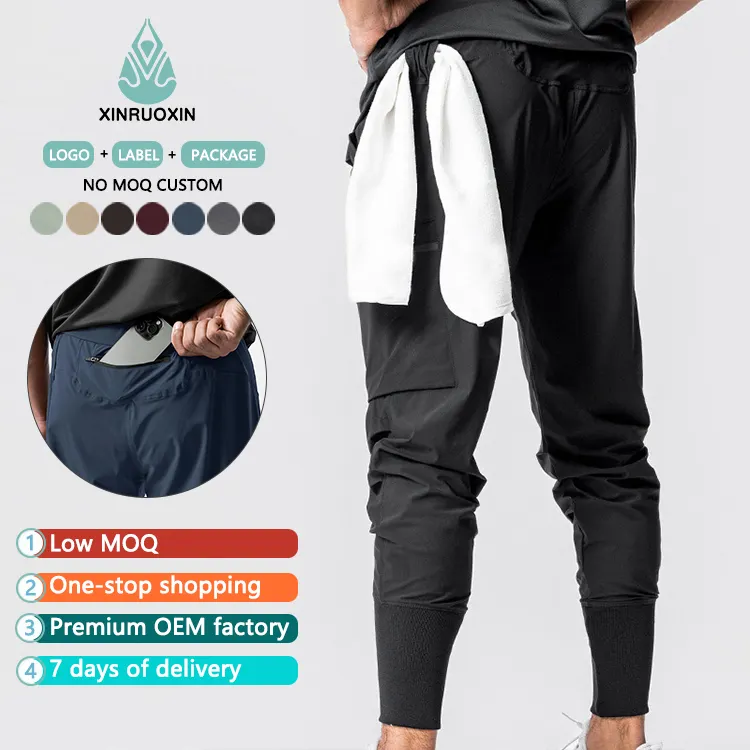 XINRUOXIN
LOGO + LABEL + PACKAGE
NO MOQ CUSTOM
1 Low MOQ
2 One-stop shopping
3 Premium OEM factory
4 7 days of delivery